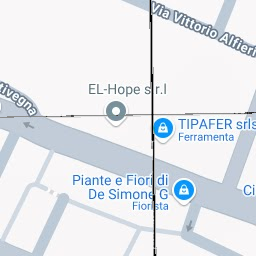 Via Vittorio Alfieri
EL-Hope s.r.l
TIPAFER srls
Ferramenta
Piante e Fiori di
De Simone G
Fiorista